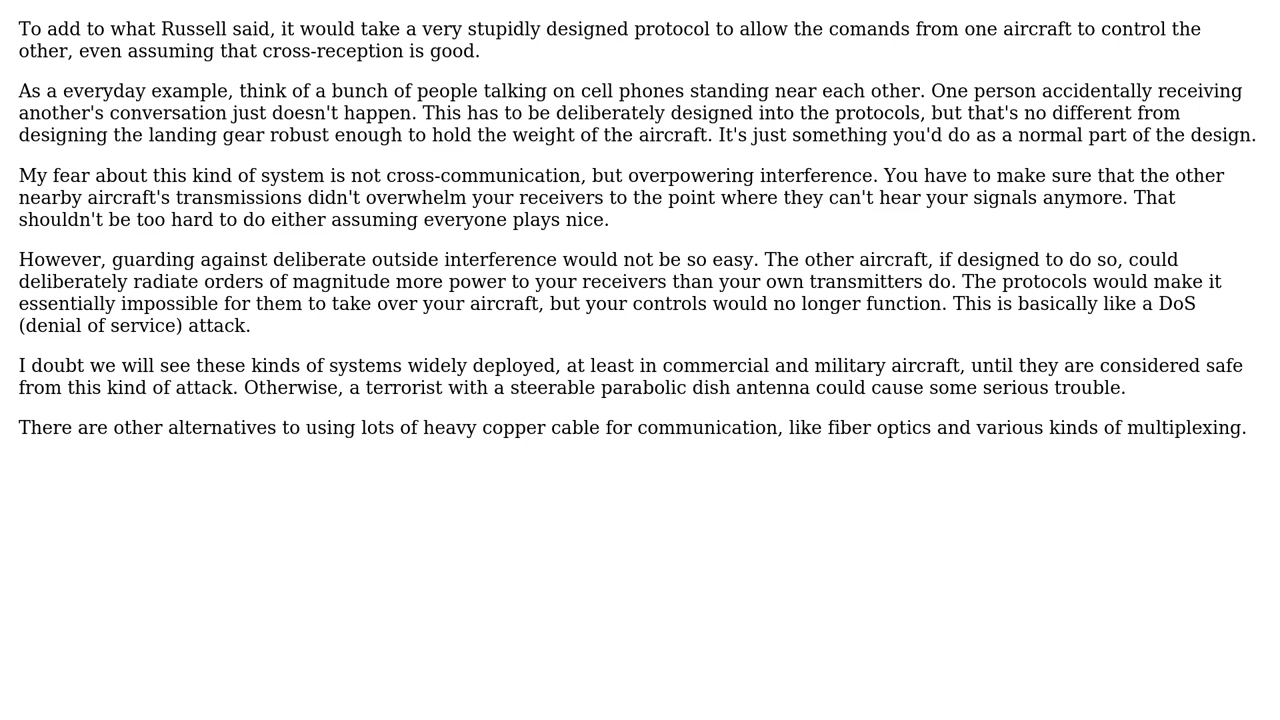 To add to what Russell said, it would take a very stupidly designed protocol to allow the comands from one aircraft to control the
other, even assuming that cross-reception is good.
As a everyday example, think of a bunch of people talking on cell phones standing near each other. One person accidentally receiving
another's conversation just doesn't happen. This has to be deliberately designed into the protocols, but that's no different from
designing the landing gear robust enough to hold the weight of the aircraft. It's just something you'd do as a normal part of the design.
My fear about this kind of system is not cross-communication, but overpowering interference. You have to make sure that the other
nearby aircraft's transmissions didn't overwhelm your receivers to the point where they can't hear your signals anymore. That
shouldn't be too hard to do either assuming everyone plays nice.
However, guarding against deliberate outside interference would not be so easy. The other aircraft, if designed to do so, could
deliberately radiate orders of magnitude more power to your receivers than your own transmitters do. The protocols would make it
essentially impossible for them to take over your aircraft, but your controls would no longer function. This is basically like a DoS
(denial of service) attack.
I doubt we will see these kinds of systems widely deployed, at least in commercial and military aircraft, until they are considered safe
from this kind of attack. Otherwise, a terrorist with a steerable parabolic dish antenna could cause some serious trouble.
There are other alternatives to using lots of heavy copper cable for communication, like fiber optics and various kinds of multiplexing.